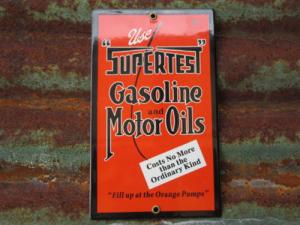 Use
"SUPERTEST"
Gasoline
and
Motor Oils
Costs No More
than the
Ordinary Kind
"Fill up at the Orange Pumps"